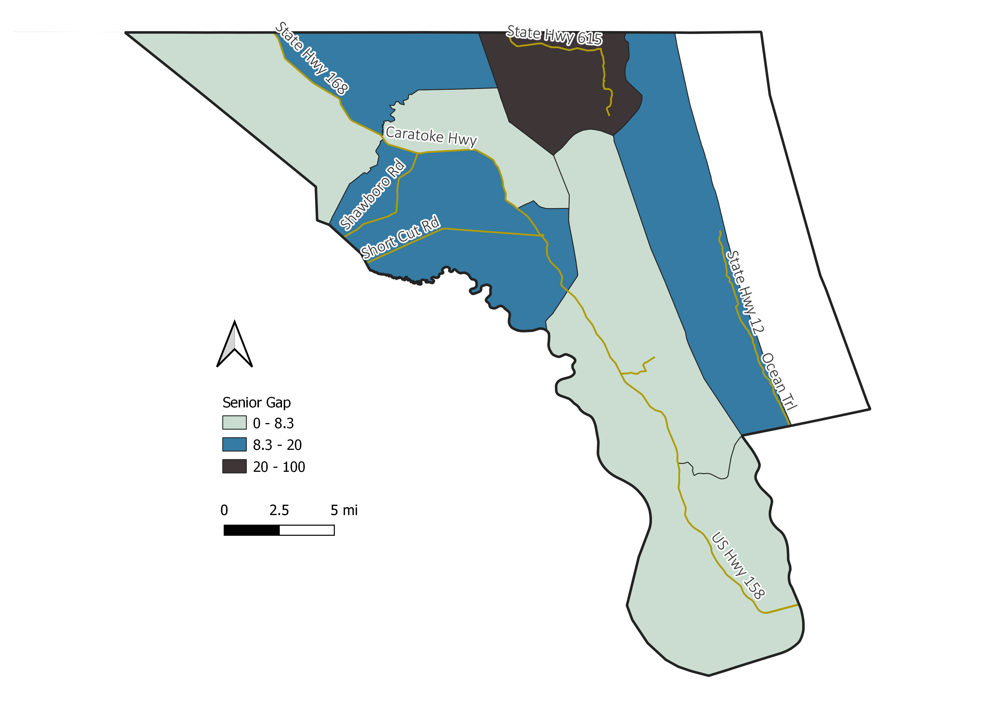 State Hwy 168
State Hwy 615
Caratoke Hwy
Shawboro Rd
Short Cut Rd
State Hwy 12
Ocean Trl
US Hwy 158
Senior Gap
0 - 8.3
8.3 - 20
20 - 100
0 2.5 5 mi